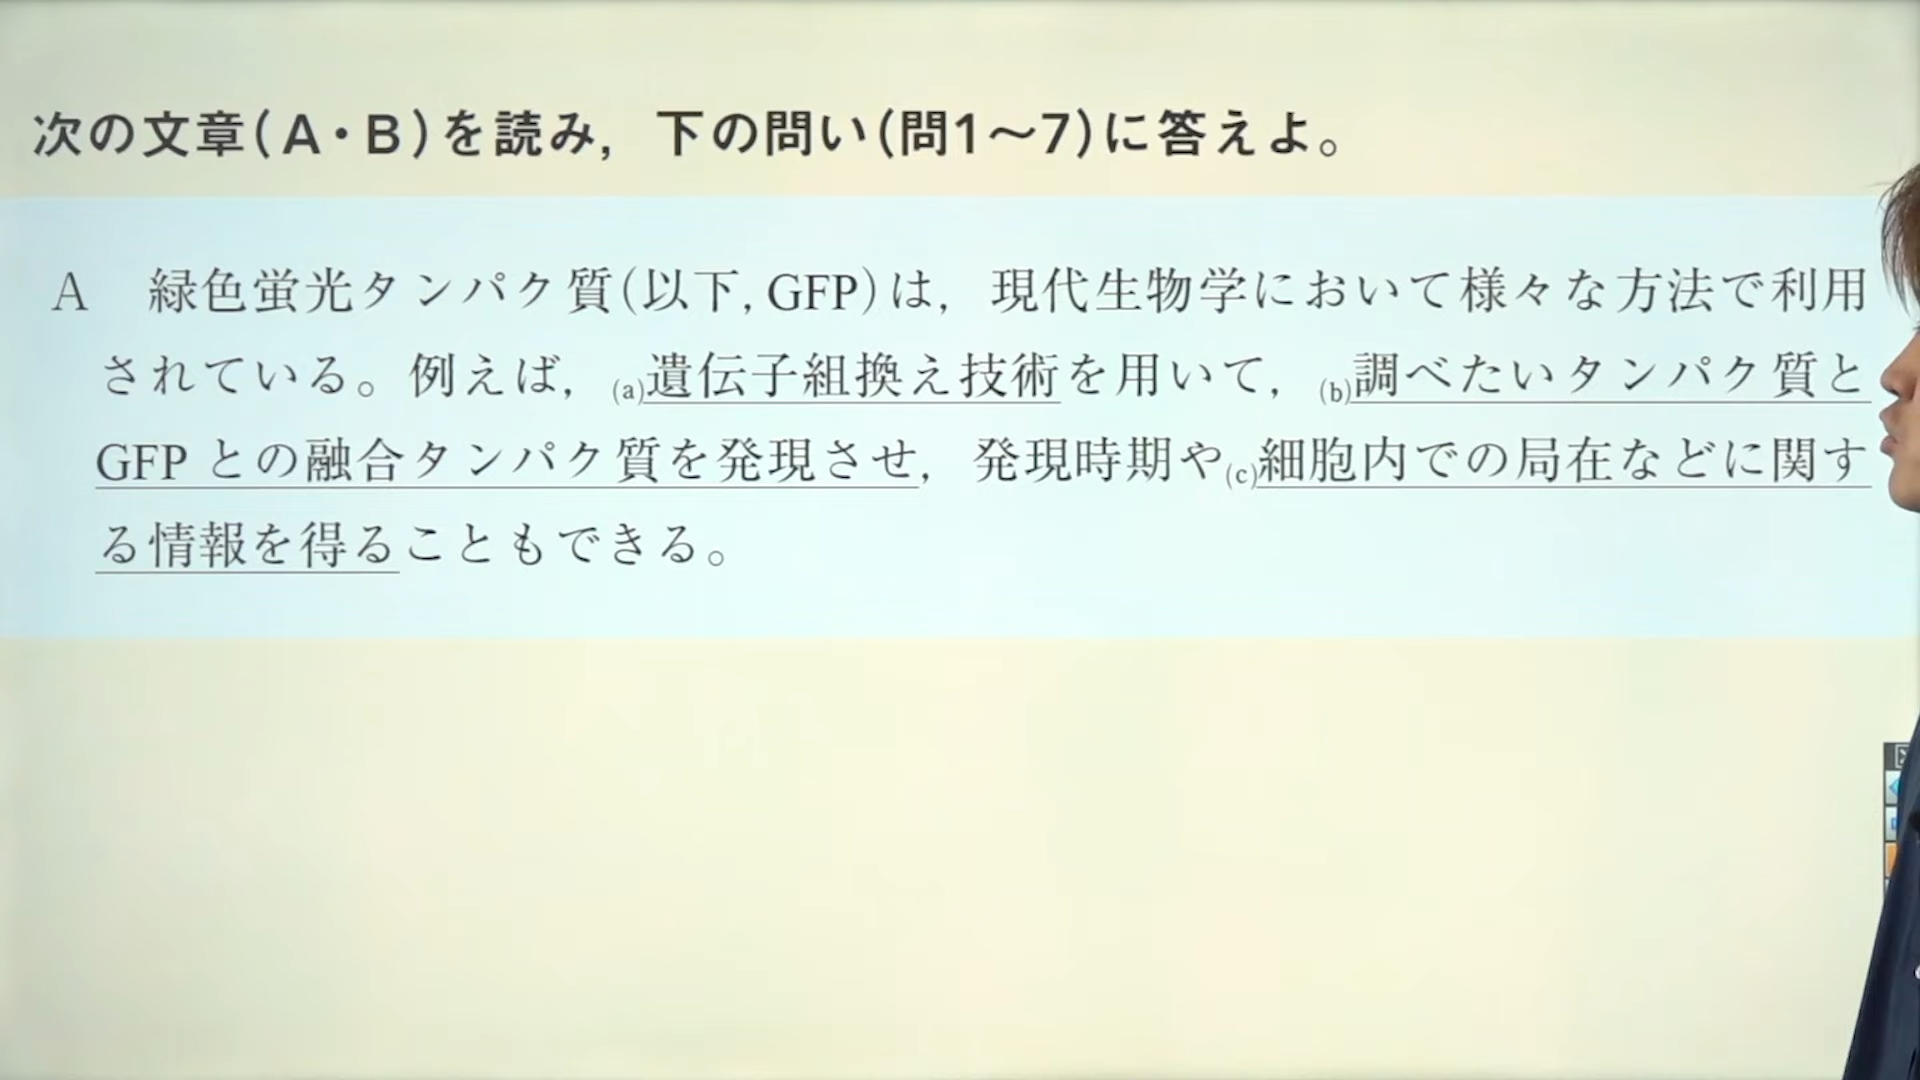 次の文章(A・B)を読み，下の問い(問1～7)に答えよ。
A　緑色蛍光タンパク質(以下, GFP)は，現代生物学において様々な方法で利用
されている。例えば，(a)遺伝子組換え技術を用いて，(b)調べたいタンパク質と
GFP との融合タンパク質を発現させ，発現時期や(c)細胞内での局在などに関す
る情報を得ることもできる。